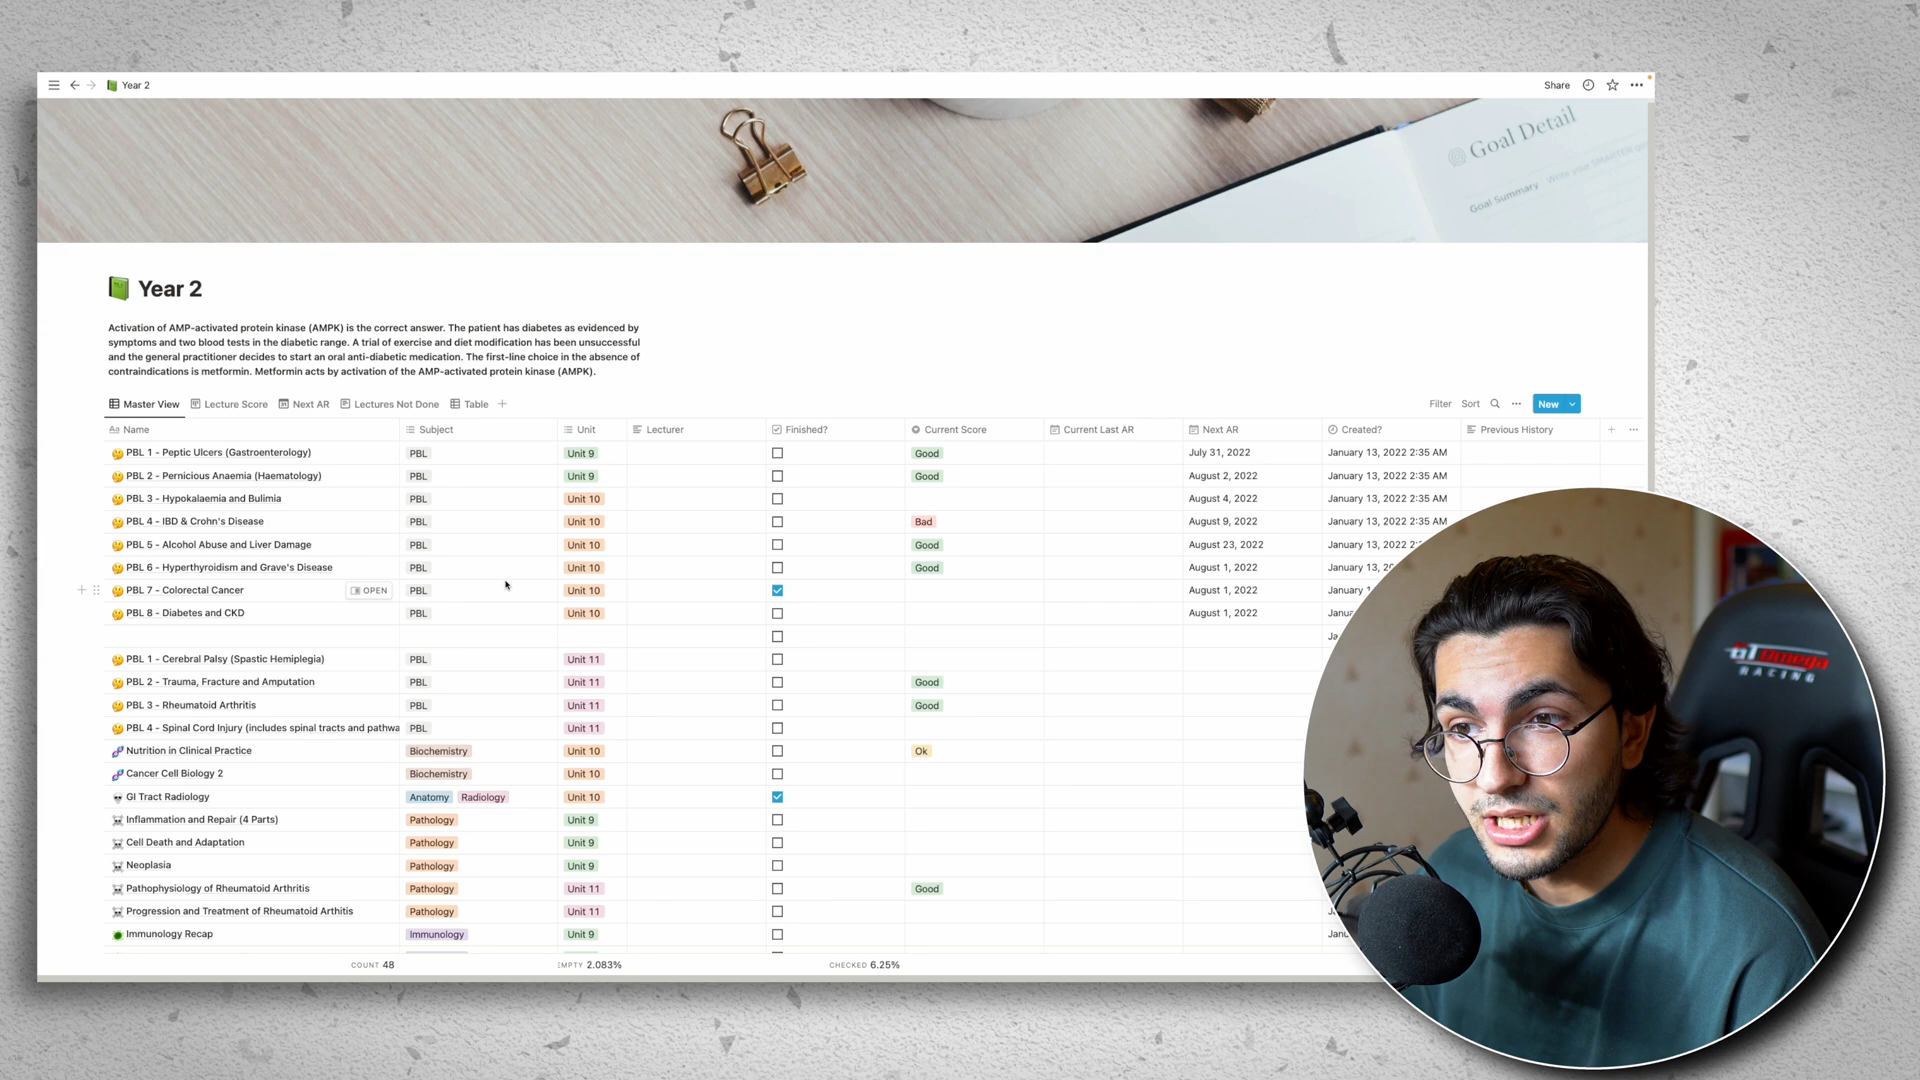 Year 2
Share
Goal Detail
Goal Summary
Year 2
Activation of AMP-activated protein kinase (AMPK) is the correct answer. The patient has diabetes as evidenced by
symptoms and two blood tests in the diabetic range. A trial of exercise and diet modification has been unsuccessful
and the general practitioner decides to start an oral anti-diabetic medication. The first-line choice in the absence of
contraindications is metformin. Metformin acts by activation of the AMP-activated protein kinase (AMPK).
Master View Lecture Score Next AR Lectures Not Done Table
Filter Sort New
Aa Name Subject Unit Lecturer Finished? Current Score Current Last AR Next AR Created? Previous History
PBL 1 - Peptic Ulcers (Gastroenterology) PBL Unit 9 Good July 31, 2022 January 13, 2022 2:35 AM
PBL 2 - Pernicious Anaemia (Haematology) PBL Unit 9 Good August 2, 2022 January 13, 2022 2:35 AM
PBL 3 - Hypokalaemia and Bulimia PBL Unit 10 August 4, 2022 January 13, 2022 2:35 AM
PBL 4 - IBD & Crohn's Disease PBL Unit 10 Bad August 9, 2022 January 13, 2022 2:35 AM
PBL 5 - Alcohol Abuse and Liver Damage PBL Unit 10 Good August 23, 2022 January 13, 2022
PBL 6 - Hyperthyroidism and Grave's Disease PBL Unit 10 Good August 1, 2022 January 13,
PBL 7 - Colorectal Cancer OPEN PBL Unit 10 August 1, 2022 January 1
PBL 8 - Diabetes and CKD PBL Unit 10 August 1, 2022 Janua
Ja
PBL 1 - Cerebral Palsy (Spastic Hemiplegia) PBL Unit 11
PBL 2 - Trauma, Fracture and Amputation PBL Unit 11 Good
PBL 3 - Rheumatoid Arthritis PBL Unit 11 Good
PBL 4 - Spinal Cord Injury (includes spinal tracts and pathwa PBL Unit 11
Nutrition in Clinical Practice Biochemistry Unit 10 Ok
Cancer Cell Biology 2 Biochemistry Unit 10
GI Tract Radiology Anatomy Radiology Unit 10
Inflammation and Repair (4 Parts) Pathology Unit 9
Cell Death and Adaptation Pathology Unit 9
Neoplasia Pathology Unit 9
Pathophysiology of Rheumatoid Arthritis Pathology Unit 11 Good
Progression and Treatment of Rheumatoid Arthitis Pathology Unit 11 J
Immunology Recap Immunology Unit 9 Janu
COUNT 48 EMPTY 2.083% CHECKED 6.25%
GT Omega
RACING